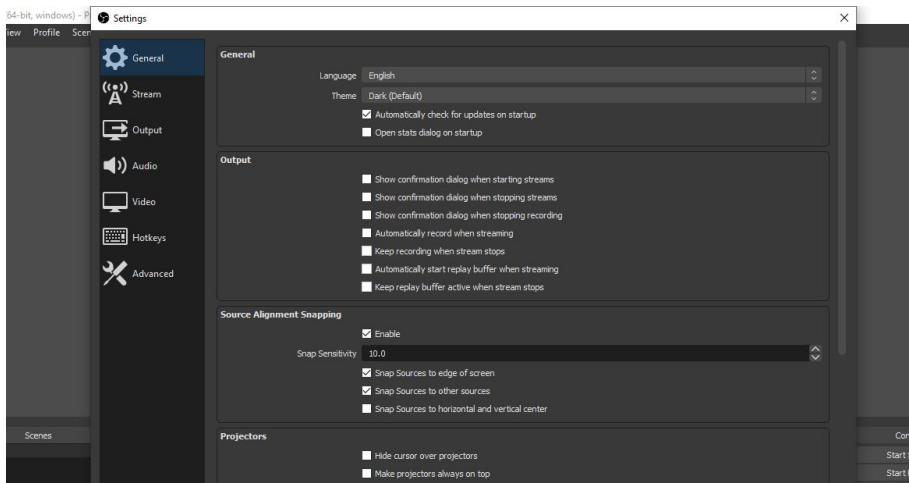 64-bit, windows) - P
Settings
iew Profile Scen
General
Stream
Output
Audio
Video
Hotkeys
Advanced
General
Language English
Theme Dark (Default)
Automatically check for updates on startup
Open stats dialog on startup
Output
Show confirmation dialog when starting streams
Show confirmation dialog when stopping streams
Show confirmation dialog when stopping recording
Automatically record when streaming
Keep recording when stream stops
Automatically start replay buffer when streaming
Keep replay buffer active when stream stops
Source Alignment Snapping
Enable
Snap Sensitivity 10.0
Snap Sources to edge of screen
Snap Sources to other sources
Snap Sources to horizontal and vertical center
Projectors
Hide cursor over projectors
Make projectors always on top
Scenes
Con
Start S
Start